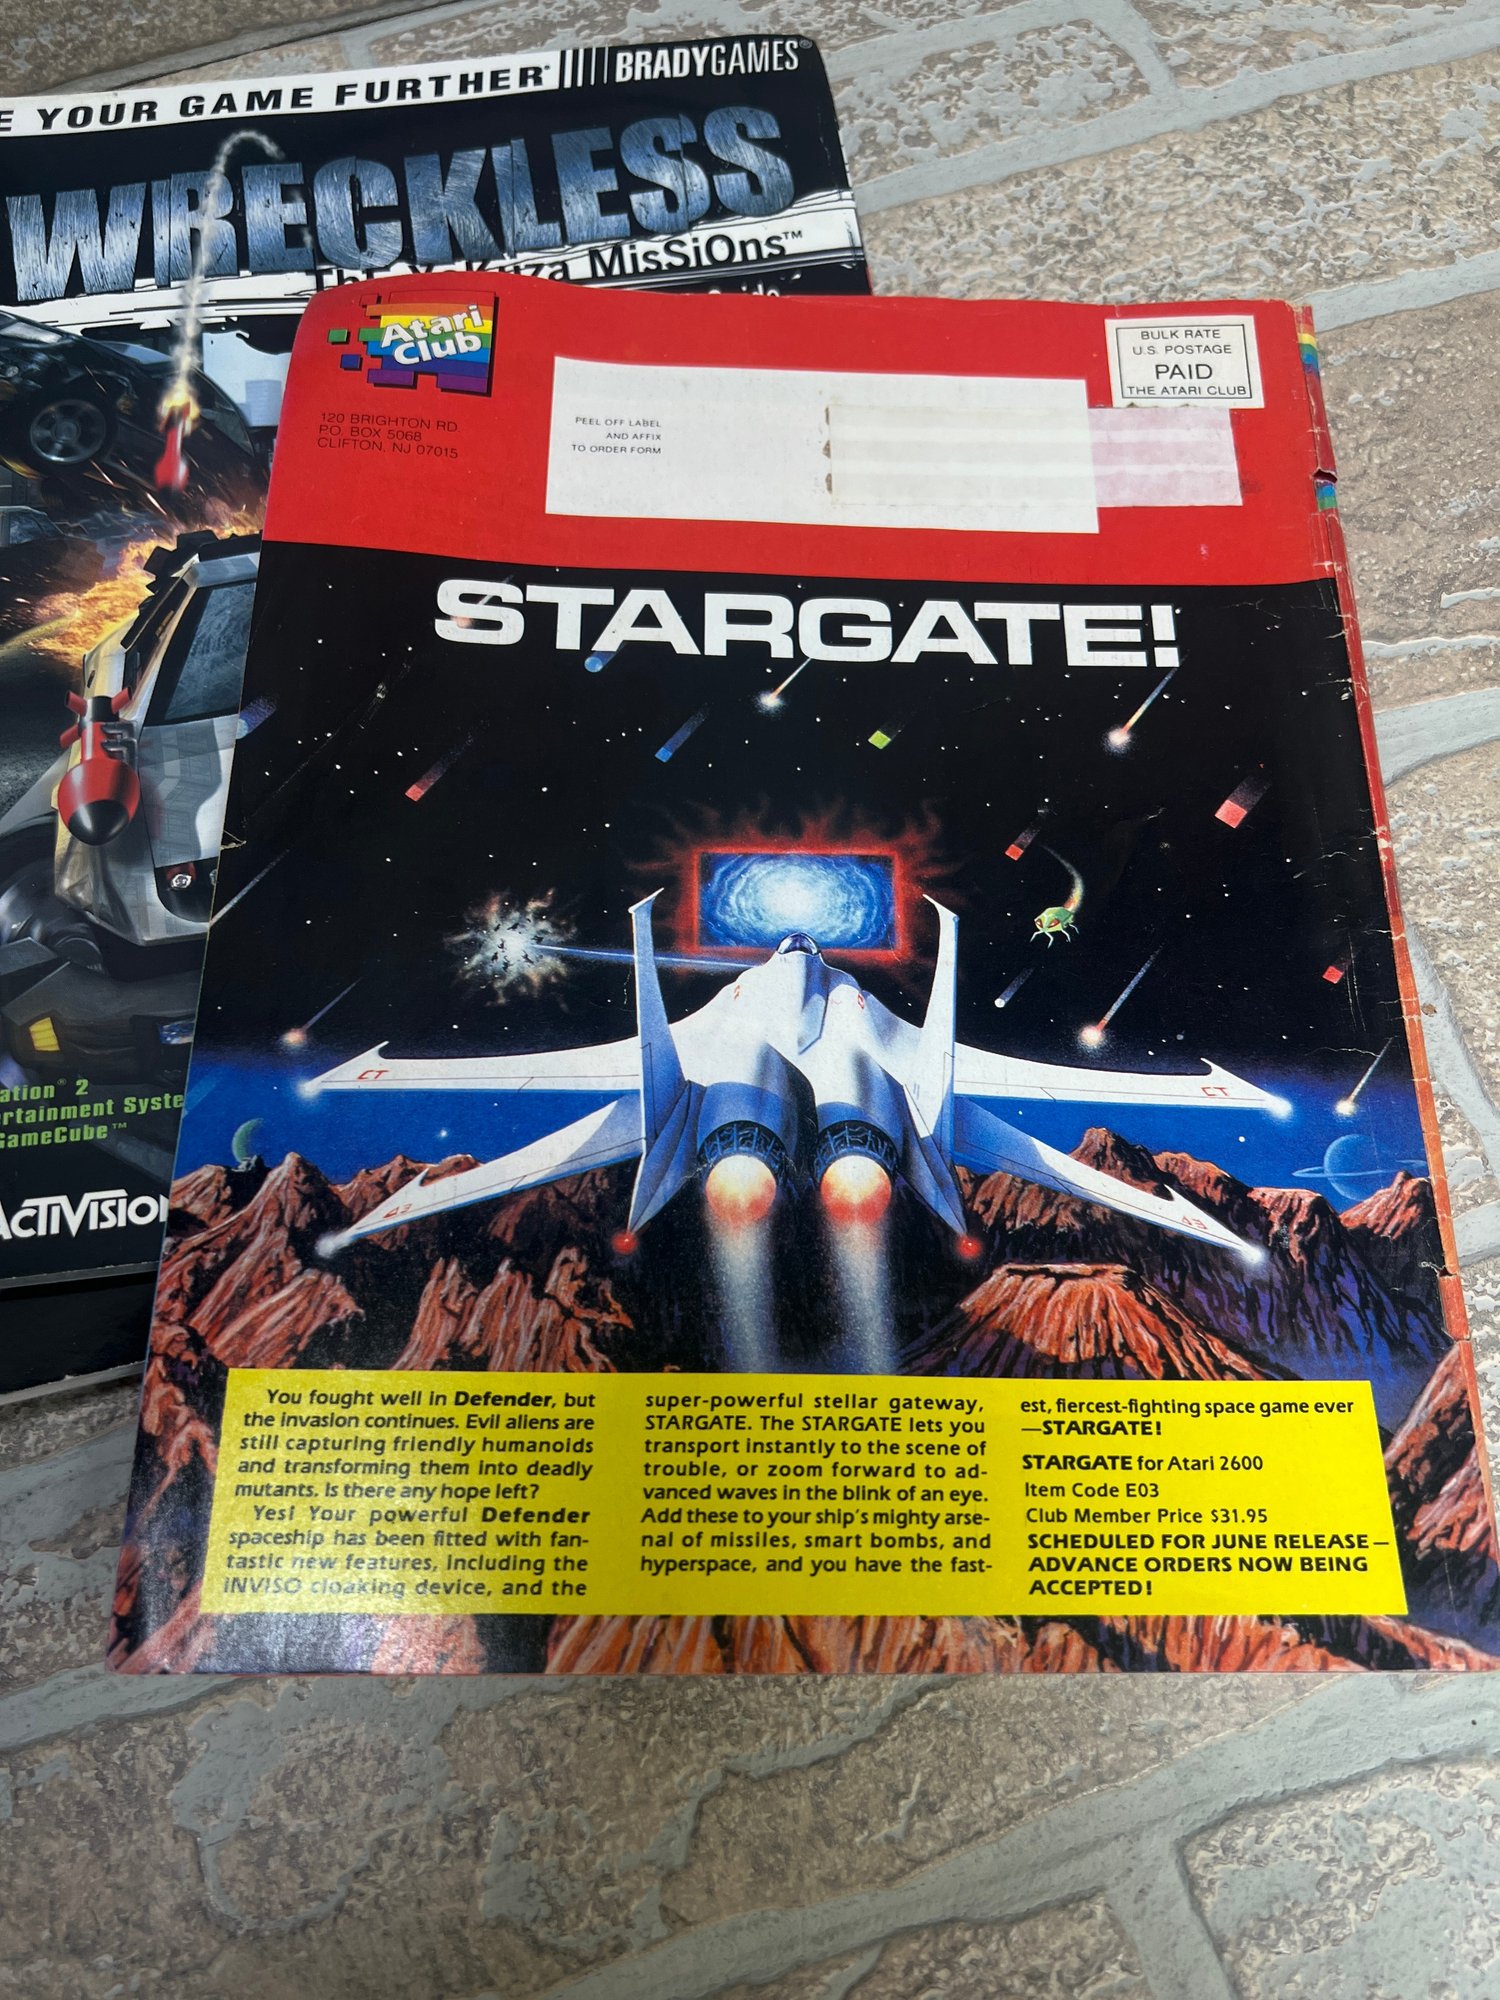 E YOUR GAME FURTHER
BRADYGAMES®
WRECKLESS
The Yakuza MisSiOns™
Guide
ation® 2
ertainment Syste
GameCube™
ACTIVISION
Atari
Club
120 BRIGHTON RD.
P.O. BOX 5068
CLIFTON, NJ 07015
PEEL OFF LABEL
AND AFFIX
TO ORDER FORM
BULK RATE
U.S. POSTAGE
PAID
THE ATARI CLUB
STARGATE!
CT
CT
You fought well in Defender, but
the invasion continues. Evil aliens are
still capturing friendly humanoids
and transforming them into deadly
mutants. Is there any hope left?
Yes! Your powerful Defender
spaceship has been fitted with fan-
tastic new features, including the
INVISO cloaking device, and the
super-powerful stellar gateway,
STARGATE. The STARGATE lets you
transport instantly to the scene of
trouble, or zoom forward to ad-
vanced waves in the blink of an eye.
Add these to your ship's mighty arse-
nal of missiles, smart bombs, and
hyperspace, and you have the fast-
est, fiercest-fighting space game ever
—STARGATE!
STARGATE for Atari 2600
Item Code E03
Club Member Price $31.95
SCHEDULED FOR JUNE RELEASE—
ADVANCE ORDERS NOW BEING
ACCEPTED!